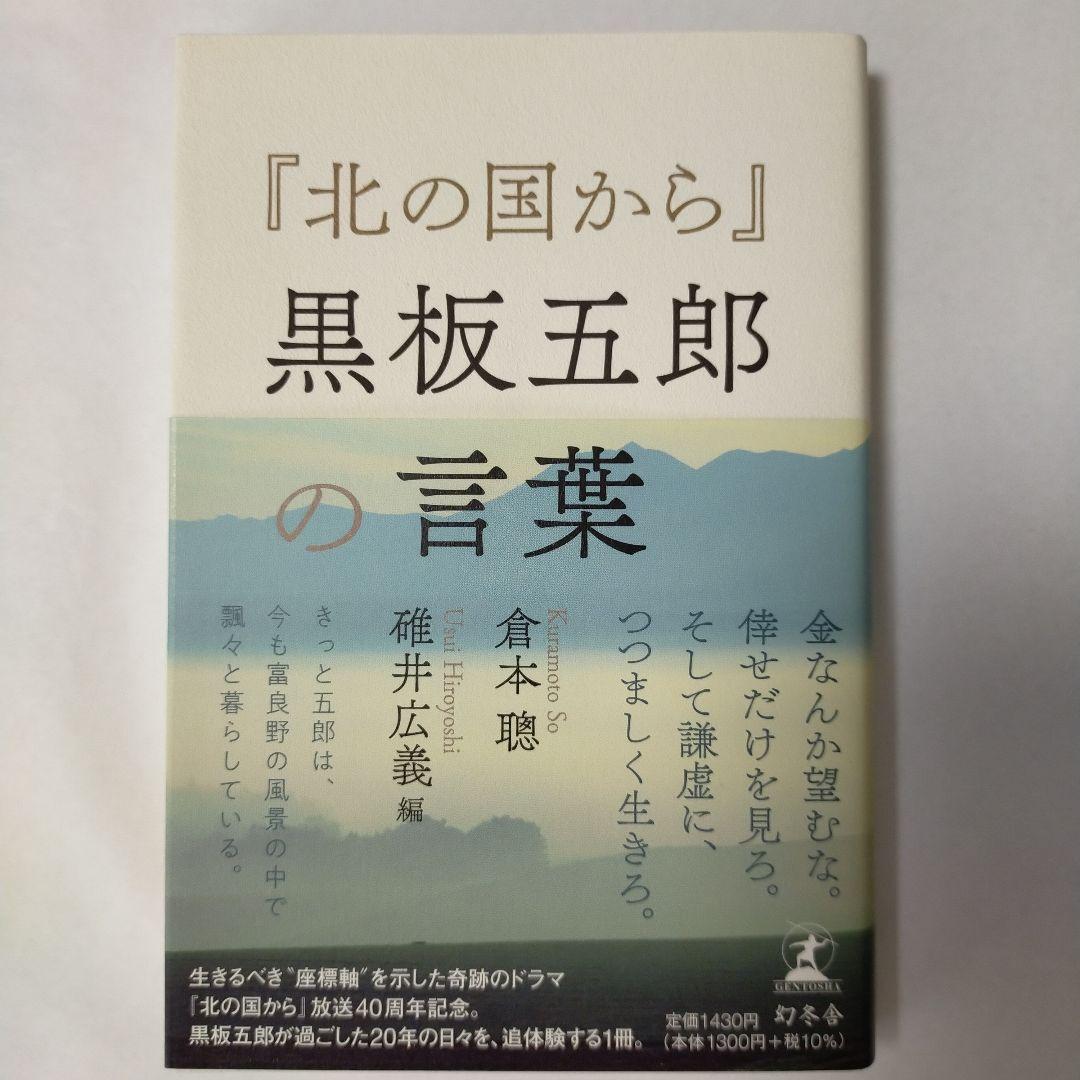 『北の国から』
黒板五郎
の言葉
金なんか望むな。
倖せだけを見ろ。
そして謙虚に、
つつましく生きろ。
Kuramoto So
倉本 聰
Usui Hiroyoshi
碓井広義 編
きっと五郎は、
今も富良野の風景の中で
飄々と暮らしている。
生きるべき“座標軸”を示した奇跡のドラマ
『北の国から』放送40周年記念。
黒板五郎が過ごした20年の日々を、追体験する1冊。
GENTOSHA
幻冬舎
定価1430円
(本体1300円+税10%)